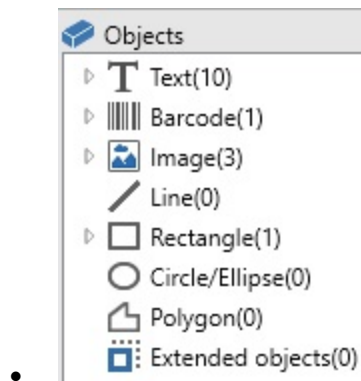 Objects
Text(10)
Barcode(1)
Image(3)
Line(0)
Rectangle(1)
Circle/Ellipse(0)
Polygon(0)
Extended objects(0)